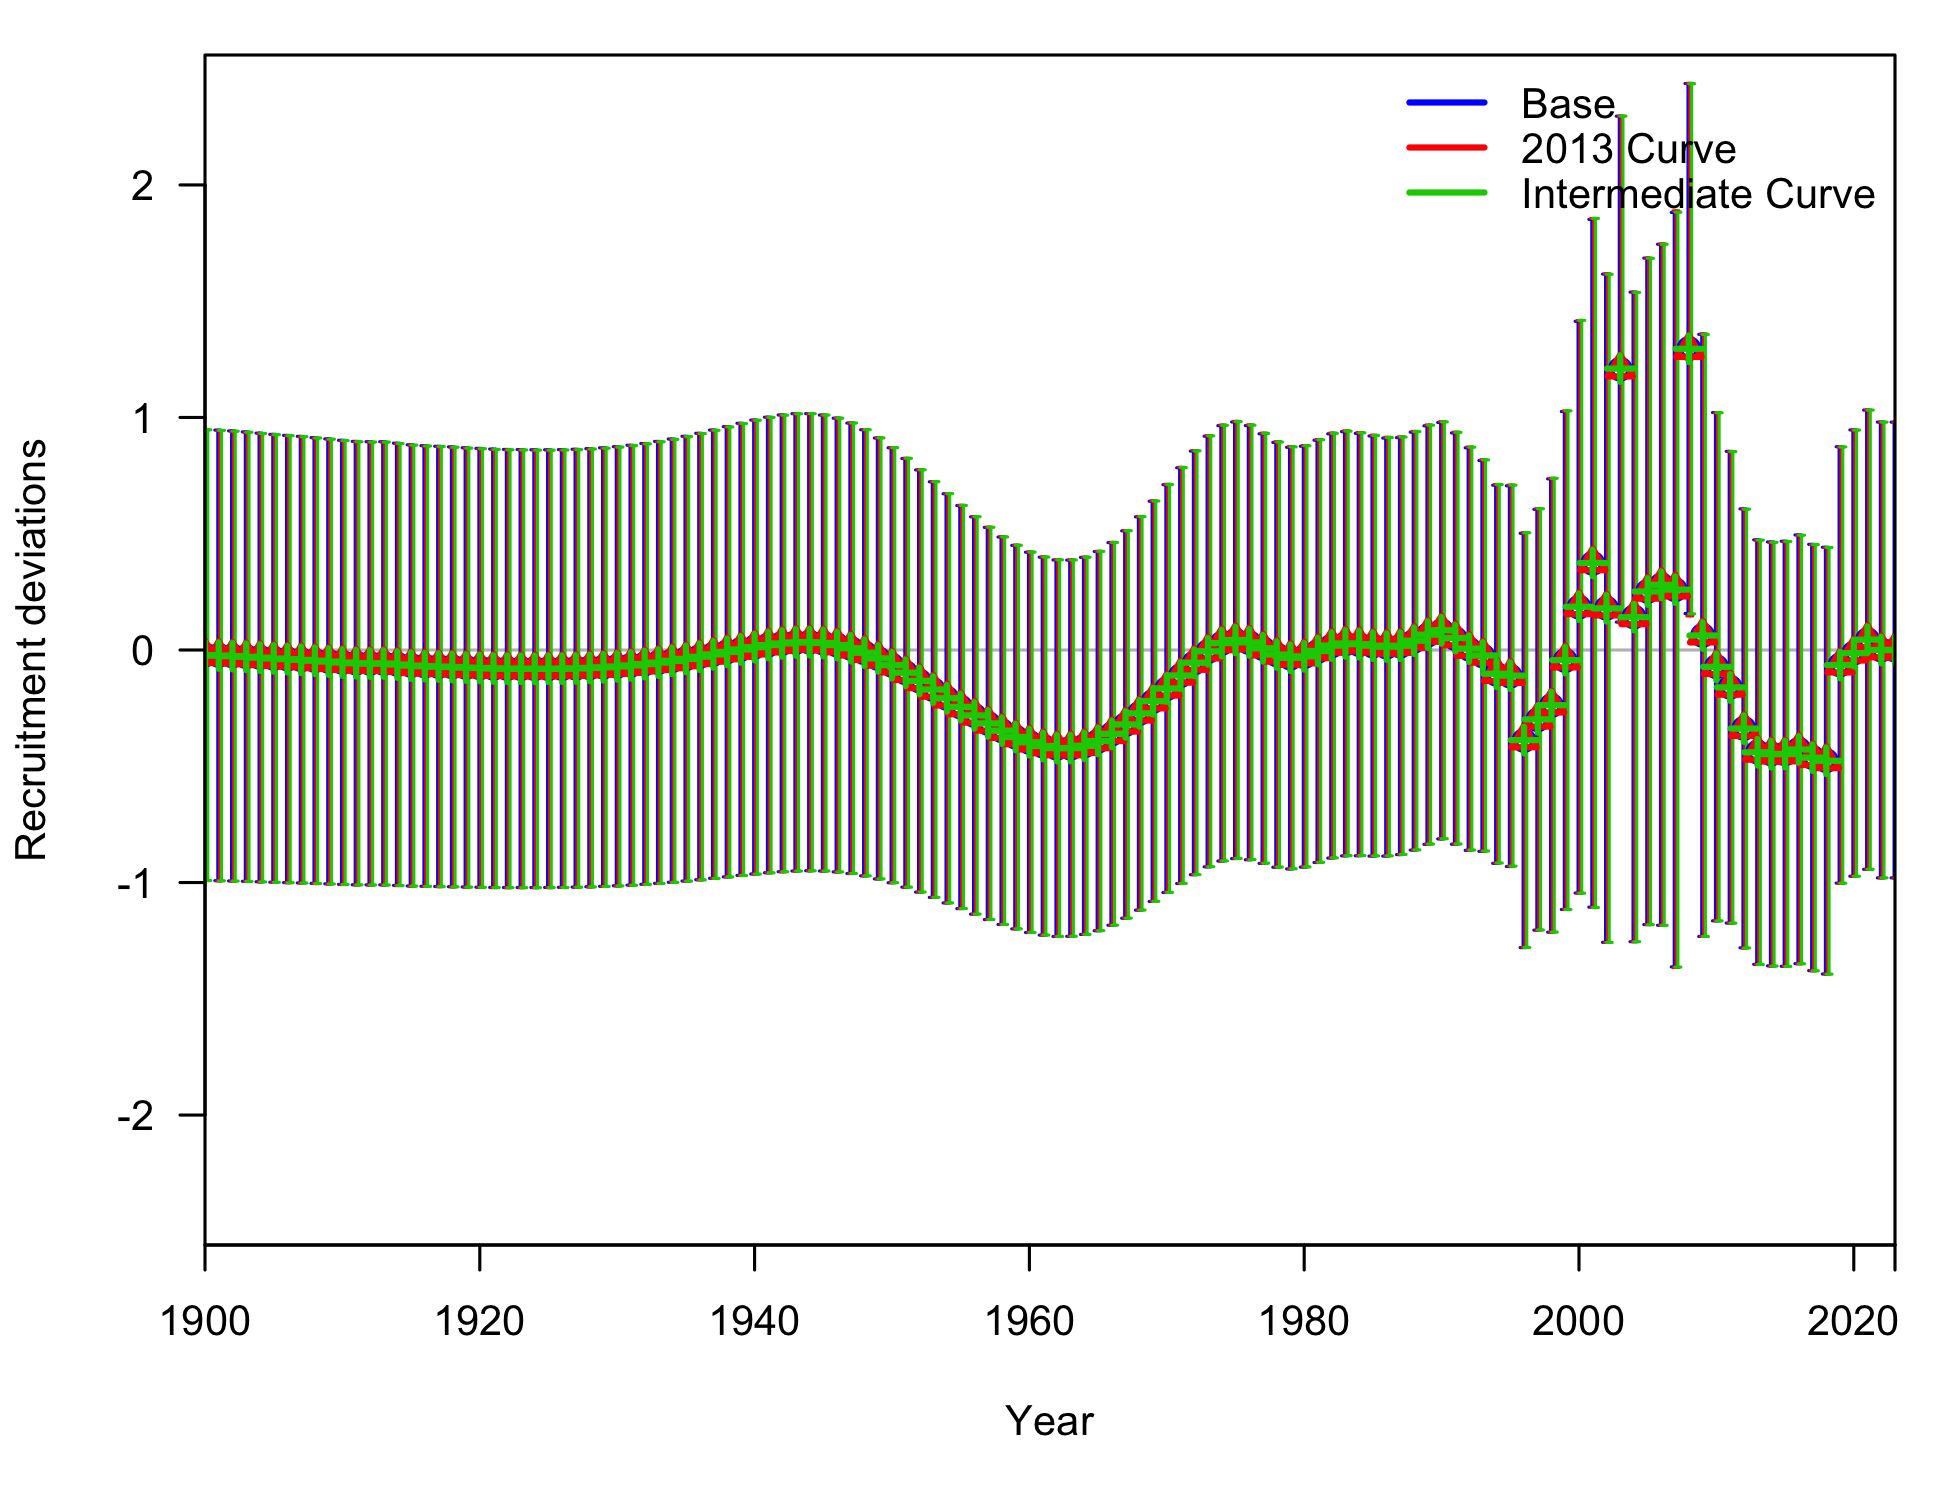 Base
2013 Curve
Intermediate Curve
2
1
0
-1
-2
Recruitment deviations
1900 1920 1940 1960 1980 2000 2020
Year